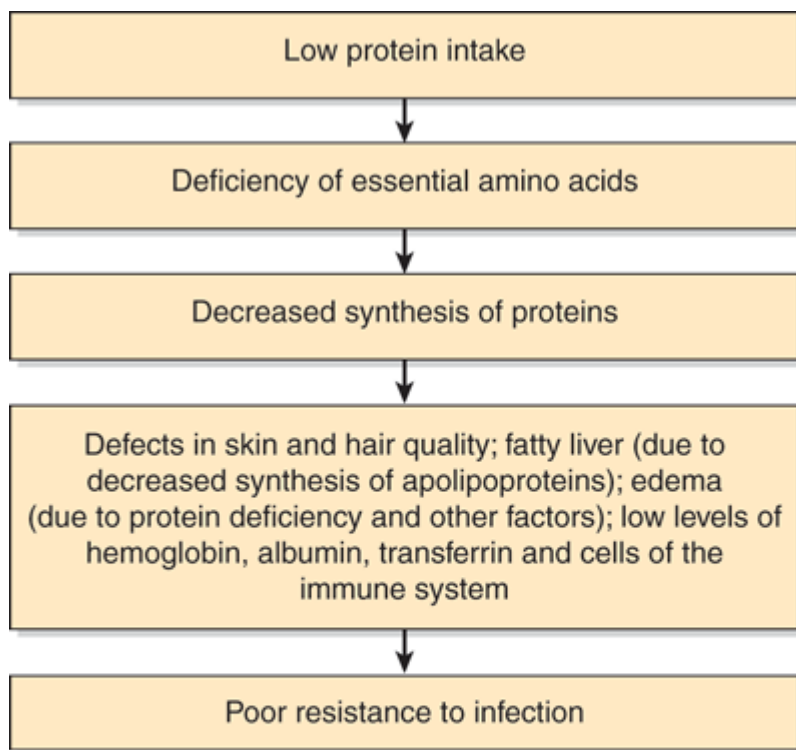 Low protein intake
Deficiency of essential amino acids
Decreased synthesis of proteins
Defects in skin and hair quality; fatty liver (due to
decreased synthesis of apolipoproteins); edema
(due to protein deficiency and other factors); low levels of
hemoglobin, albumin, transferrin and cells of the
immune system
Poor resistance to infection